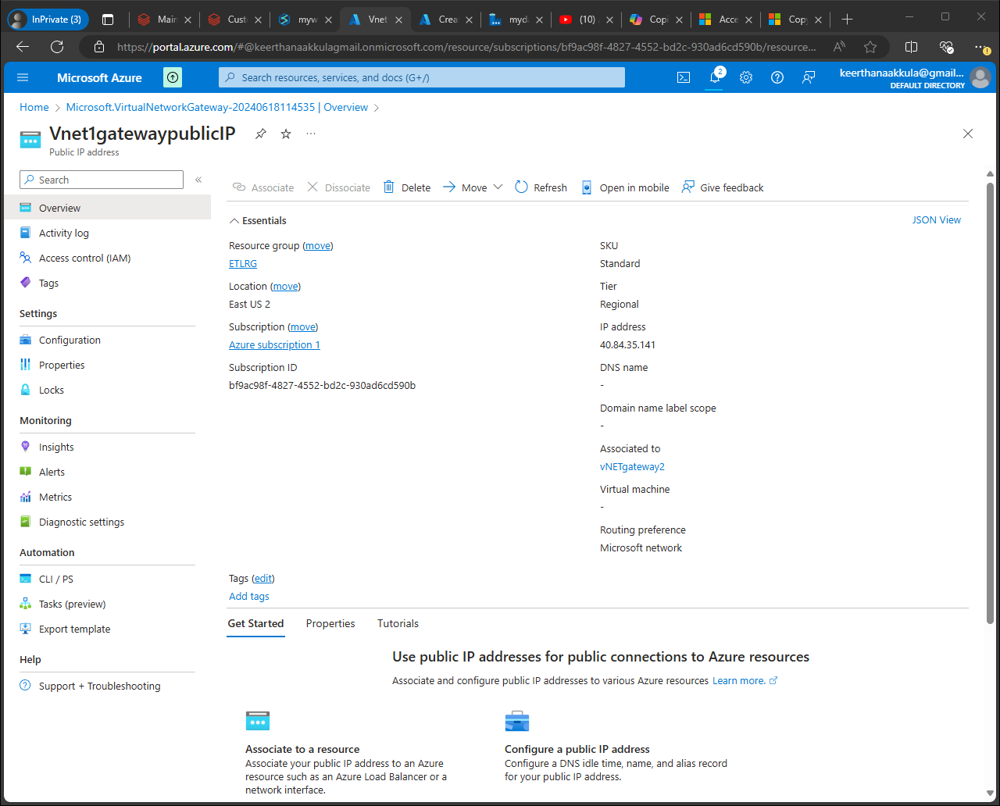 InPrivate (3)
Main
Custo
myw
Vnet
Crea
myda
(10)
Copi
Acce
Copy
https://portal.azure.com/#@keerthanaakkulagmail.onmicrosoft.com/resource/subscriptions/bf9ac98f-4827-4552-bd2c-930ad6cd590b/resource...
Microsoft Azure
Search resources, services, and docs (G+/)
2
keerthanaakkula@gmail....
DEFAULT DIRECTORY
Home > Microsoft.VirtualNetworkGateway-20240618114535 | Overview >
Vnet1gatewaypublicIP
Public IP address
Search
Overview
Activity log
Access control (IAM)
Tags
Settings
Configuration
Properties
Locks
Monitoring
Insights
Alerts
Metrics
Diagnostic settings
Automation
CLI / PS
Tasks (preview)
Export template
Help
Support + Troubleshooting
Associate
Dissociate
Delete
Move
Refresh
Open in mobile
Give feedback
Essentials
JSON View
Resource group (move)
ETLRG
Location (move)
East US 2
Subscription (move)
Azure subscription 1
Subscription ID
bf9ac98f-4827-4552-bd2c-930ad6cd590b
SKU
Standard
Tier
Regional
IP address
40.84.35.141
DNS name
-
Domain name label scope
-
Associated to
vNETgateway2
Virtual machine
-
Routing preference
Microsoft network
Tags (edit)
Add tags
Get Started
Properties
Tutorials
Use public IP addresses for public connections to Azure resources
Associate and configure public IP addresses to various Azure resources Learn more.
Associate to a resource
Associate your public IP address to an Azure
resource such as an Azure Load Balancer or a
network interface.
Configure a public IP address
Configure a DNS idle time, name, and alias record
for your public IP address.